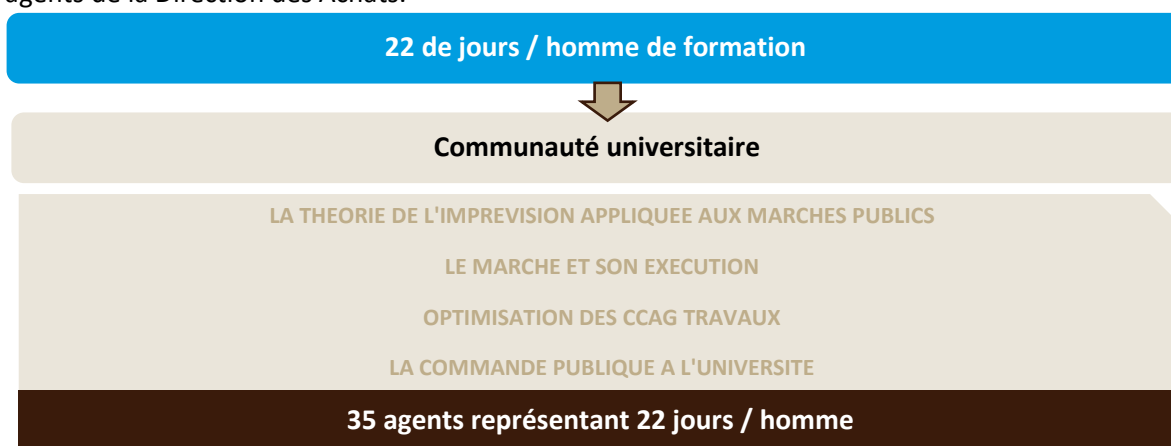 agents de la Direction des Achats.
22 de jours / homme de formation
Communauté universitaire
LA THEORIE DE L'IMPREVISION APPLIQUEE AUX MARCHES PUBLICS
LE MARCHE ET SON EXECUTION
OPTIMISATION DES CCAG TRAVAUX
LA COMMANDE PUBLIQUE A L'UNIVERSITE
35 agents représentant 22 jours / homme